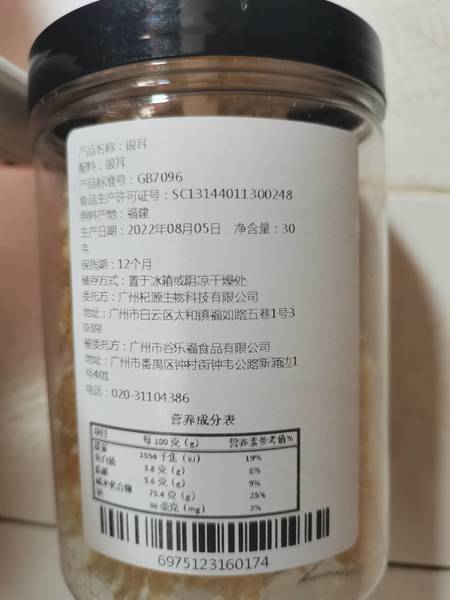 产品名称：银耳
配料：银耳
产品标准号：GB7096
食品生产许可证号：SC13144011300248
原料产地：福建
生产日期：2022年08月05日 净含量：30
克
保质期：12个月
储存方式：置于冰箱或阴凉干燥处
委托方：广州杞源生物科技有限公司
地址：广州市白云区太和镇福如路五巷1号3
03房
被委托方：广州市谷乐福食品有限公司
地址：广州市番禺区钟村街钟韦公路新涌边1
号401
电话：020-31104386
营养成分表
项目 每100克（g） 营养素参考值%
能量 1554千焦（kj） 19%
蛋白质 3.8克（g） 6%
脂肪 5.6克（g） 9%
碳水化合物 75.4克（g） 25%
钠 36毫克（mg） 2%
6975123160174